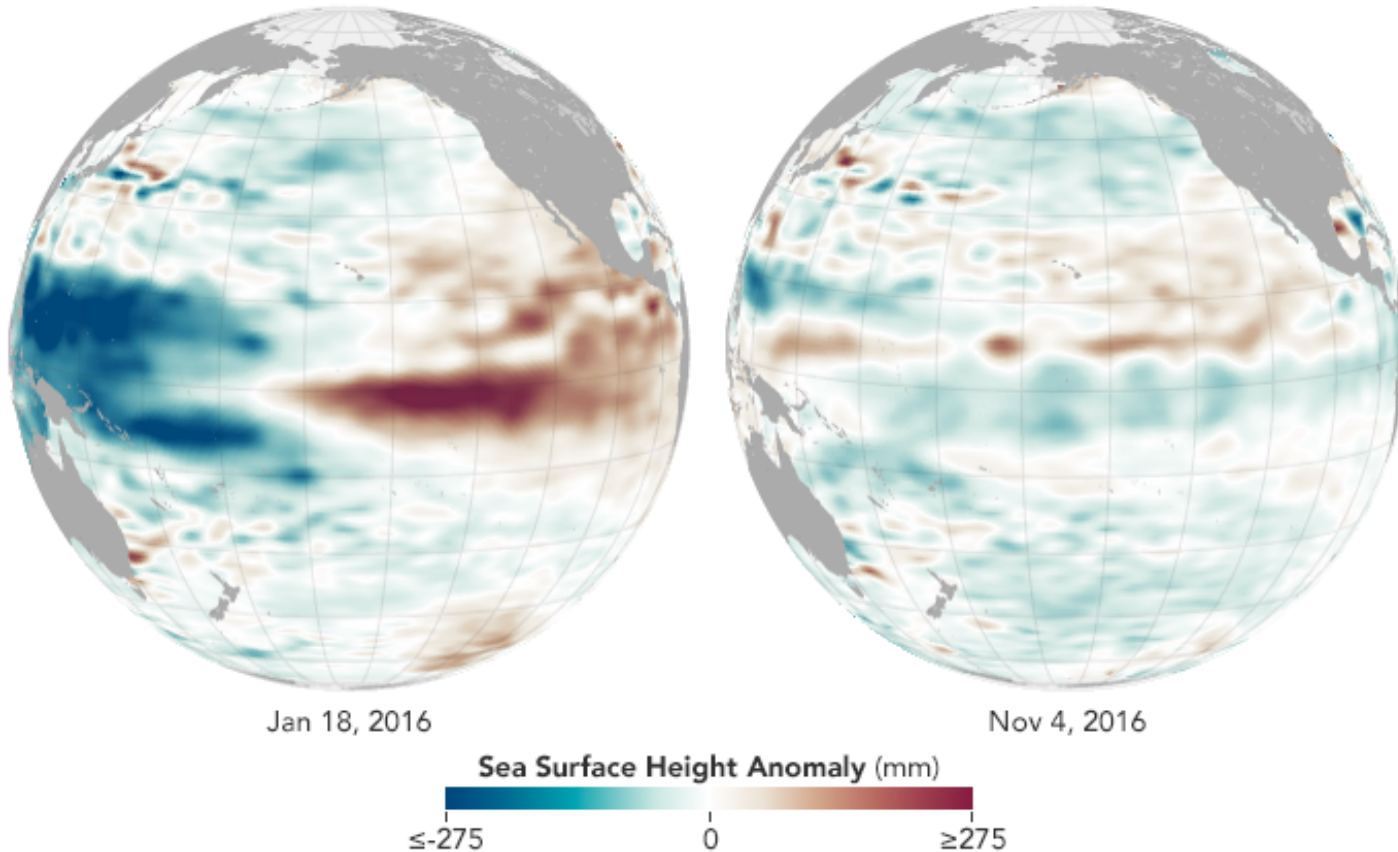 Jan 18, 2016
Nov 4, 2016
Sea Surface Height Anomaly (mm)
≤-275
0
≥275